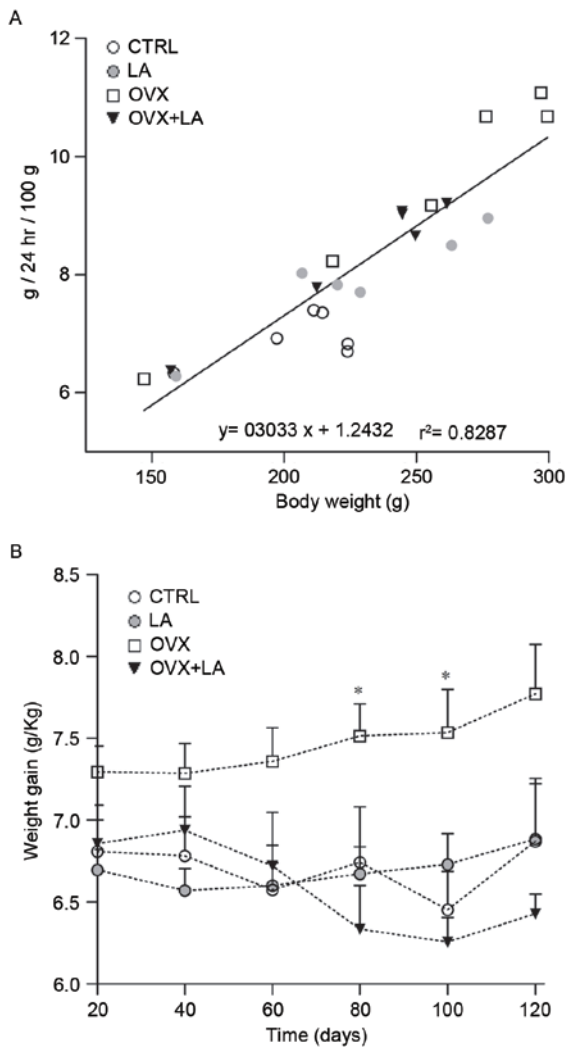 A
12
10
8
6
g / 24 hr / 100 g
CTRL
LA
OVX
OVX+LA
y= 03033 x + 1.2432 r²= 0.8287
150 200 250 300
Body weight (g)
B
8.5
8.0
7.5
7.0
6.5
6.0
Weight gain (g/Kg)
CTRL
LA
OVX
OVX+LA
* *
20 40 60 80 100 120
Time (days)